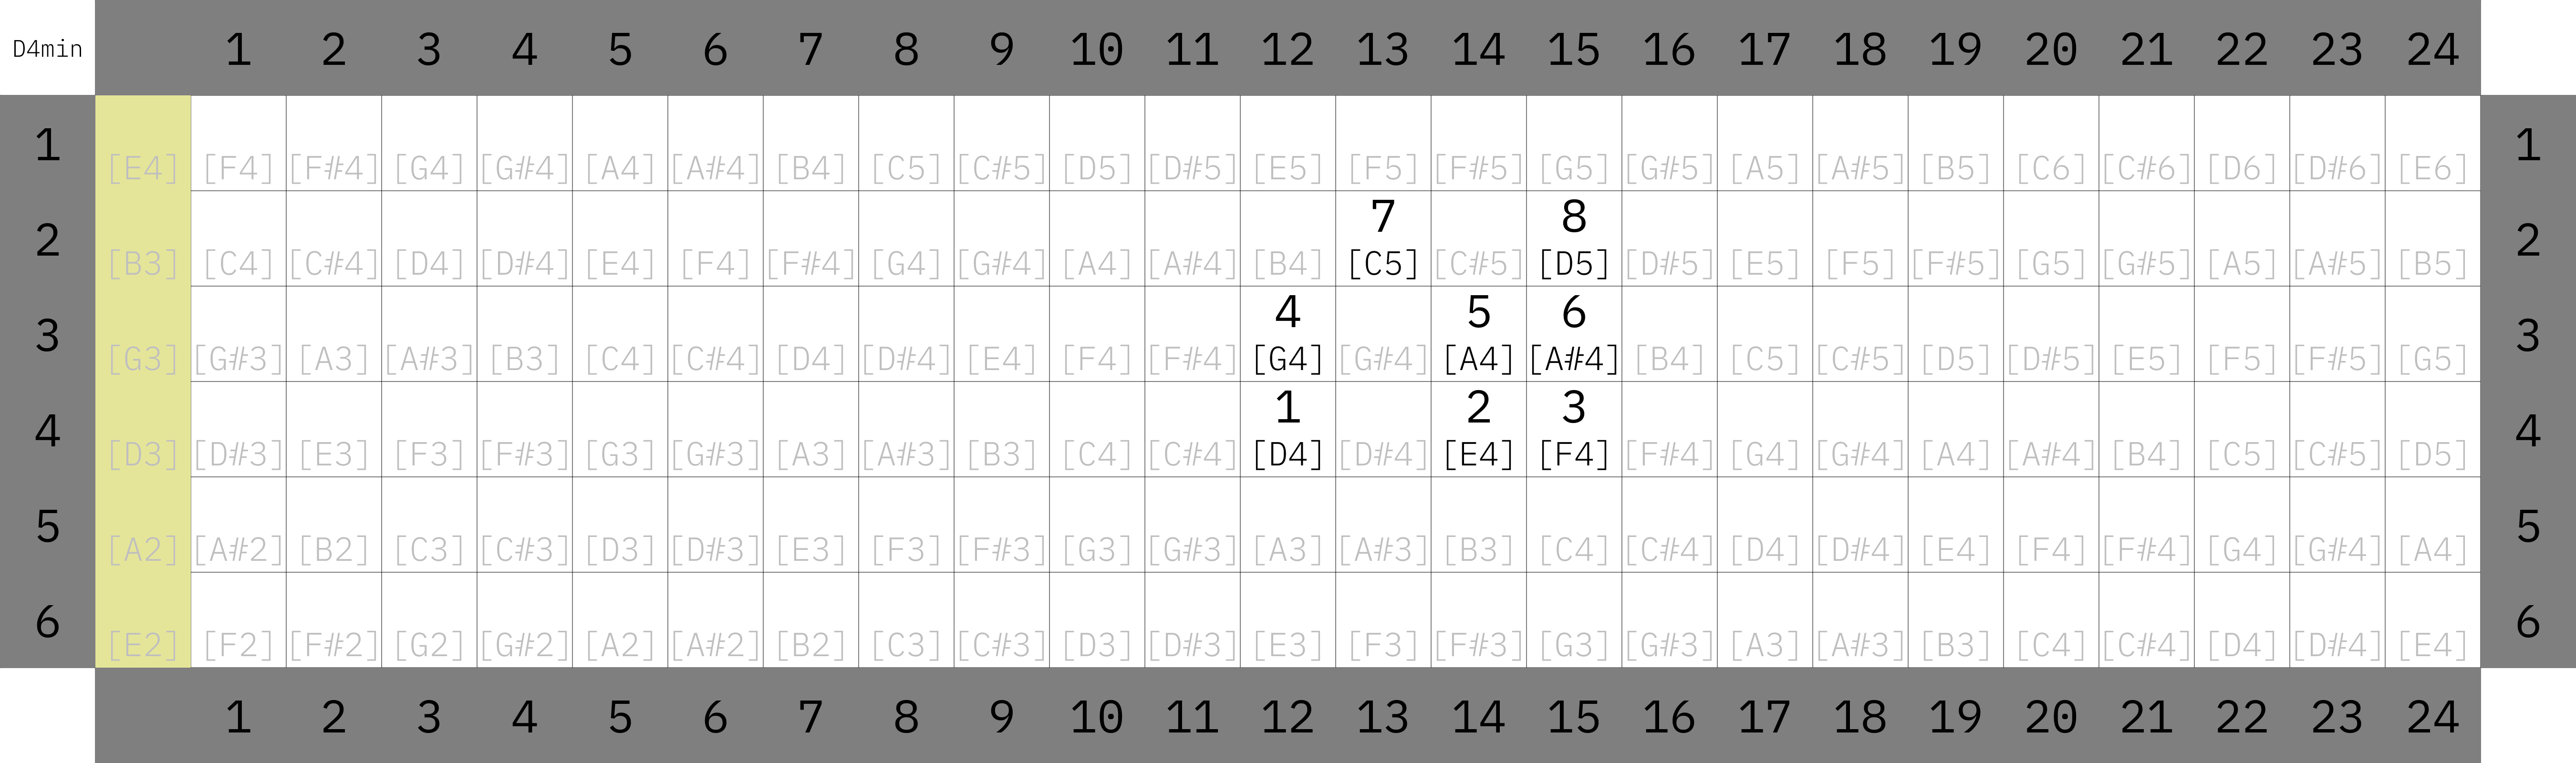 D4min 1 2 3 4 5 6 7 8 9 10 11 12 13 14 15 16 17 18 19 20 21 22 23 24
1 [E4] [F4] [F#4] [G4] [G#4] [A4] [A#4] [B4] [C5] [C#5] [D5] [D#5] [E5] [F5] [F#5] [G5] [G#5] [A5] [A#5] [B5] [C6] [C#6] [D6] [D#6] [E6] 1
7 8
2 [B3] [C4] [C#4] [D4] [D#4] [E4] [F4] [F#4] [G4] [G#4] [A4] [A#4] [B4] [C5] [C#5] [D5] [D#5] [E5] [F5] [F#5] [G5] [G#5] [A5] [A#5] [B5] 2
4 5 6
3 [G3] [G#3] [A3] [A#3] [B3] [C4] [C#4] [D4] [D#4] [E4] [F4] [F#4] [G4] [G#4] [A4] [A#4] [B4] [C5] [C#5] [D5] [D#5] [E5] [F5] [F#5] [G5] 3
1 2 3
4 [D3] [D#3] [E3] [F3] [F#3] [G3] [G#3] [A3] [A#3] [B3] [C4] [C#4] [D4] [D#4] [E4] [F4] [F#4] [G4] [G#4] [A4] [A#4] [B4] [C5] [C#5] [D5] 4
5 [A2] [A#2] [B2] [C3] [C#3] [D3] [D#3] [E3] [F3] [F#3] [G3] [G#3] [A3] [A#3] [B3] [C4] [C#4] [D4] [D#4] [E4] [F4] [F#4] [G4] [G#4] [A4] 5
6 [E2] [F2] [F#2] [G2] [G#2] [A2] [A#2] [B2] [C3] [C#3] [D3] [D#3] [E3] [F3] [F#3] [G3] [G#3] [A3] [A#3] [B3] [C4] [C#4] [D4] [D#4] [E4] 6
1 2 3 4 5 6 7 8 9 10 11 12 13 14 15 16 17 18 19 20 21 22 23 24